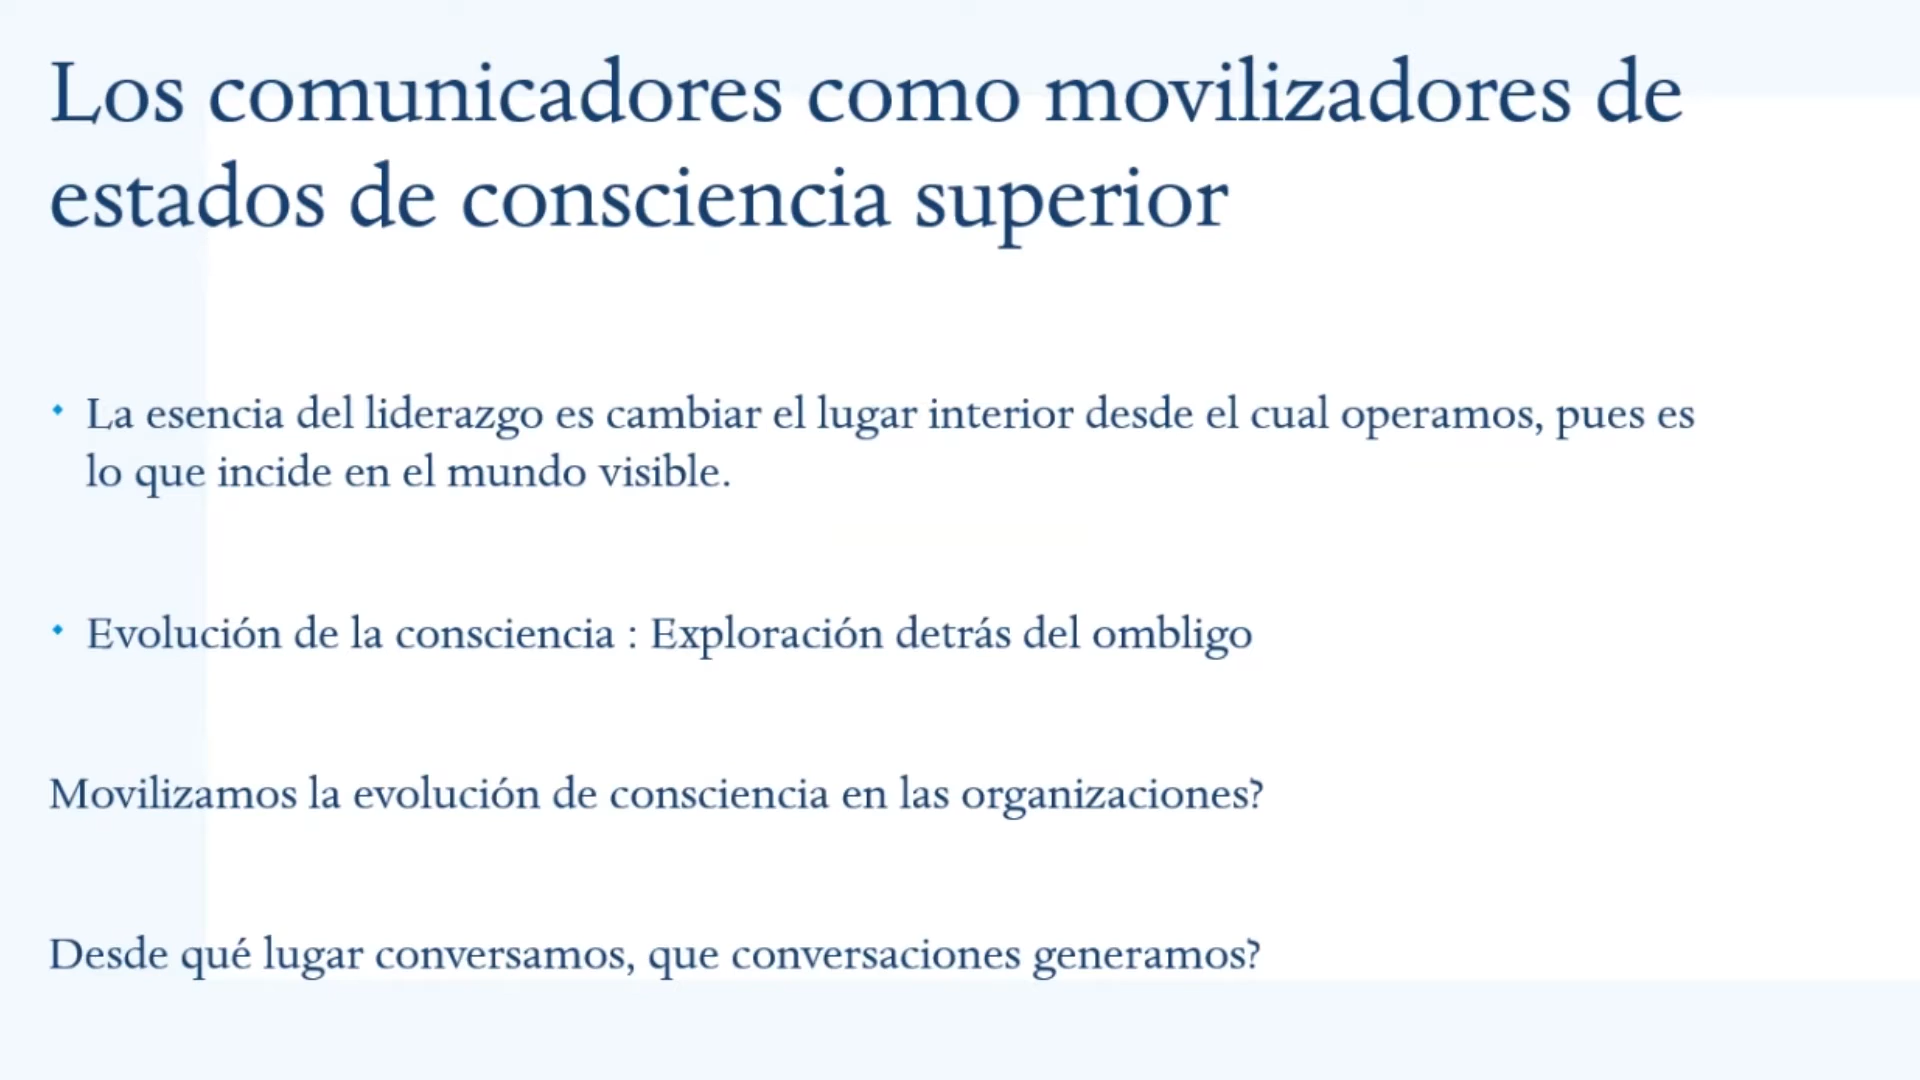 Los comunicadores como movilizadores de
estados de consciencia superior
La esencia del liderazgo es cambiar el lugar interior desde el cual operamos, pues es
lo que incide en el mundo visible.
Evolución de la consciencia : Exploración detrás del ombligo
Movilizamos la evolución de consciencia en las organizaciones?
Desde qué lugar conversamos, que conversaciones generamos?